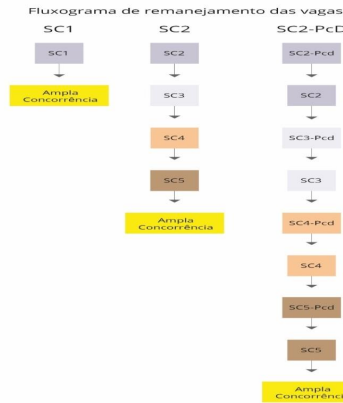 Fluxograma de remanejamento das vagas
SC1
SC1
Ampla
Concorrência
SC2
SC2
SC3
SC4
SC5
Ampla
Concorrência
SC2-PcD
SC2-Pcd
SC2
SC3-Pcd
SC3
SC4-Pcd
SC4
SC5-Pcd
SC5
Ampla
Concorrência